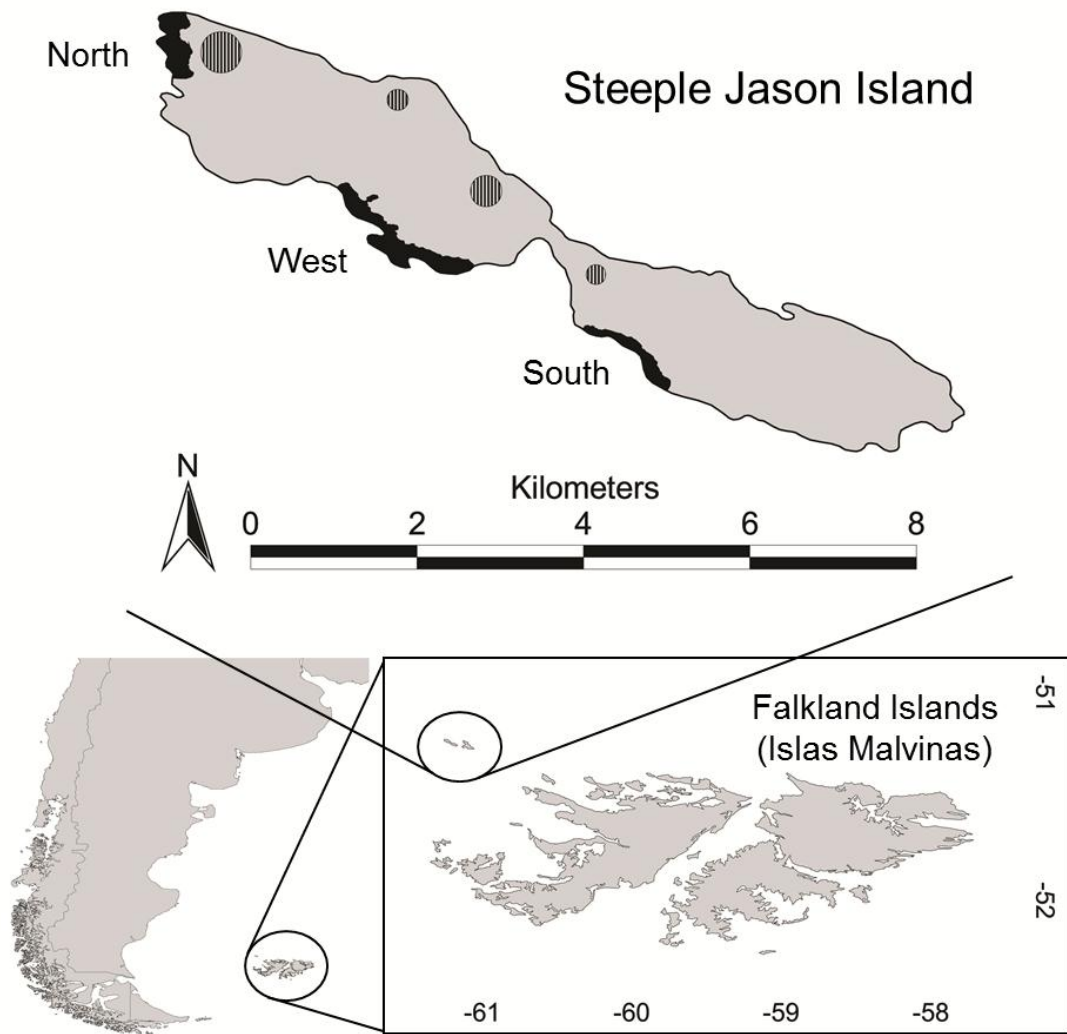 North
Steeple Jason Island
West
South
N
Kilometers
0 2 4 6 8
Falkland Islands
(Islas Malvinas)
-51
-52
-61 -60 -59 -58